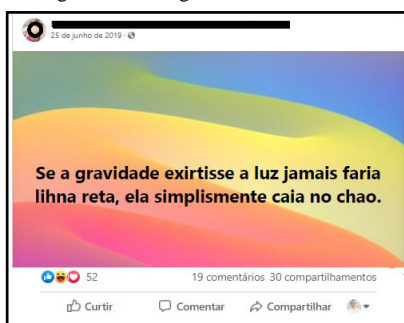 25 de junho de 2019 ·
Se a gravidade exirtisse a luz jamais faria
lihna reta, ela simplismente caia no chao.
52
19 comentários 30 compartilhamentos
Curtir
Comentar
Compartilhar